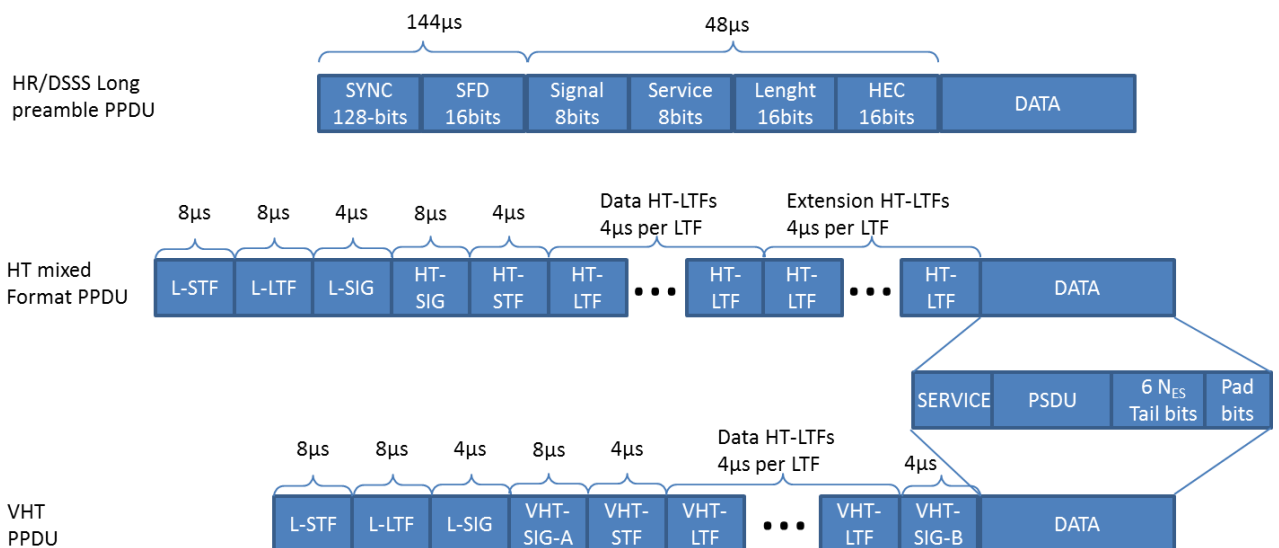 144µs
48µs
HR/DSSS Long
preamble PPDU
SYNC
128-bits
SFD
16bits
Signal
8bits
Service
8bits
Lenght
16bits
HEC
16bits
DATA
Data HT-LTFs
4µs per LTF
Extension HT-LTFs
4µs per LTF
8µs
8µs
4µs
8µs
4µs
HT mixed
Format PPDU
L-STF
L-LTF
L-SIG
HT-
SIG
HT-
STF
HT-
LTF
•••
HT-
LTF
HT-
LTF
•••
HT-
LTF
DATA
SERVICE
PSDU
6 N_ES
Tail bits
Pad
bits
Data HT-LTFs
4µs per LTF
8µs
8µs
4µs
8µs
4µs
4µs
VHT
PPDU
L-STF
L-LTF
L-SIG
VHT-
SIG-A
VHT-
STF
VHT-
LTF
•••
VHT-
LTF
VHT-
SIG-B
DATA